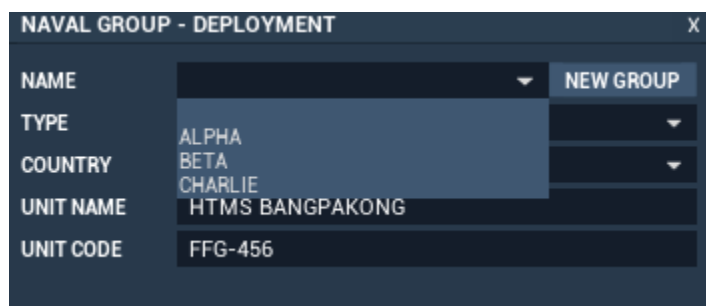 NAVAL GROUP - DEPLOYMENT X
NAME NEW GROUP
TYPE
ALPHA
COUNTRY BETA
CHARLIE
UNIT NAME HTMS BANGPAKONG
UNIT CODE FFG-456